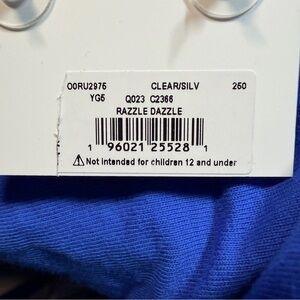 O0RU2975 CLEAR/SILV 250
YG5 Q023 C2366
RAZZLE DAZZLE
1 96021 25528 1
⚠ Not intended for children 12 and under